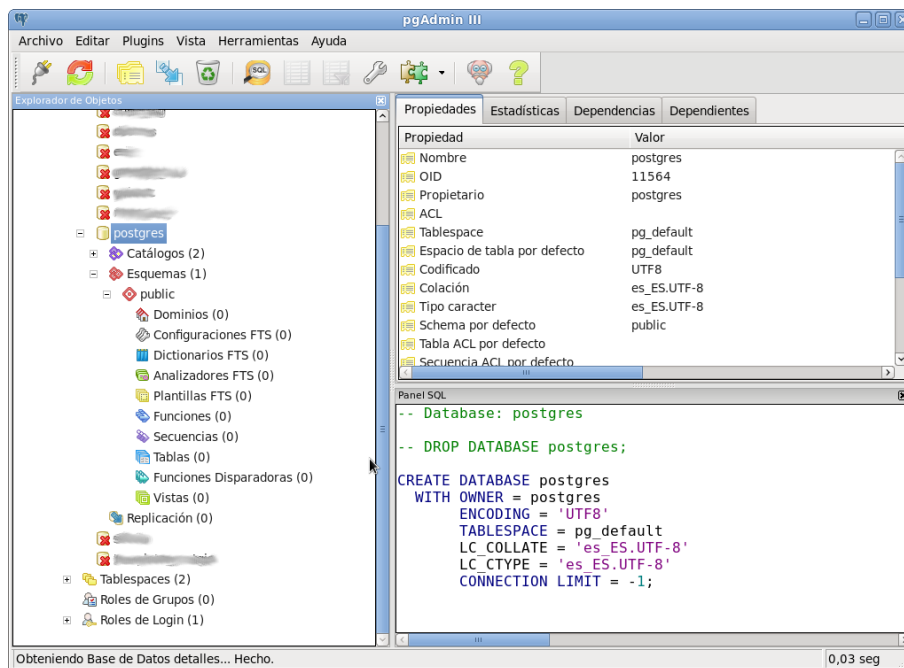 pgAdmin III
Archivo Editar Plugins Vista Herramientas Ayuda
SQL
Explorador de Objetos
postgres
Catálogos (2)
Esquemas (1)
public
Dominios (0)
Configuraciones FTS (0)
Dictionarios FTS (0)
Analizadores FTS (0)
Plantillas FTS (0)
Funciones (0)
Secuencias (0)
Tablas (0)
Funciones Disparadoras (0)
Vistas (0)
Replicación (0)
Tablespaces (2)
Roles de Grupos (0)
Roles de Login (1)
Propiedades Estadísticas Dependencias Dependientes
Propiedad Valor
Nombre postgres
OID 11564
Propietario postgres
ACL
Tablespace pg_default
Espacio de tabla por defecto pg_default
Codificado UTF8
Colación es_ES.UTF-8
Tipo caracter es_ES.UTF-8
Schema por defecto public
Tabla ACL por defecto
Secuencia ACL por defecto
Panel SQL
-- Database: postgres
-- DROP DATABASE postgres;
CREATE DATABASE postgres
WITH OWNER = postgres
ENCODING = 'UTF8'
TABLESPACE = pg_default
LC_COLLATE = 'es_ES.UTF-8'
LC_CTYPE = 'es_ES.UTF-8'
CONNECTION LIMIT = -1;
Obteniendo Base de Datos detalles... Hecho.
0,03 seg